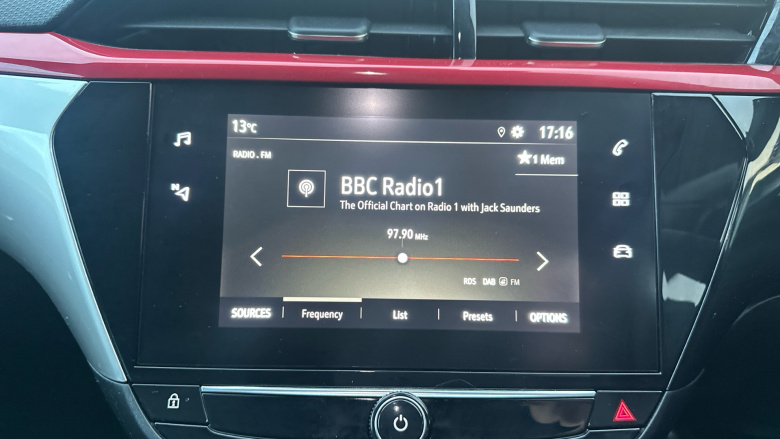 13°C
17:16
RADIO . FM
1 Mem
BBC Radio1
The Official Chart on Radio 1 with Jack Saunders
97.90 MHz
RDS DAB FM
SOURCES Frequency List Presets OPTIONS
N